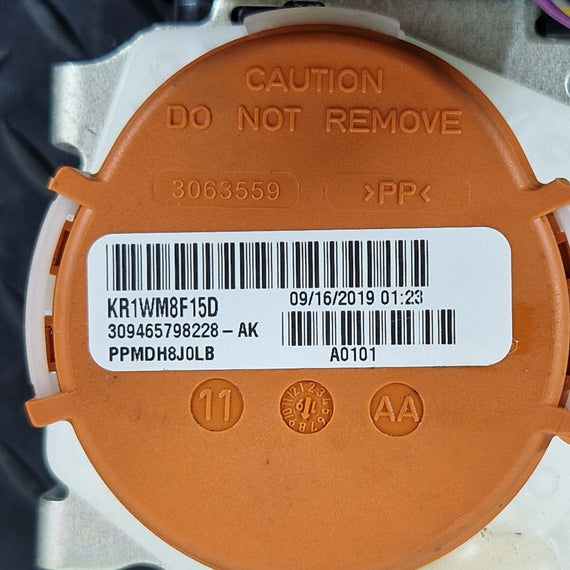 CAUTION
DO NOT REMOVE
3063559 >PP<
KR1WM8F15D 09/16/2019 01:23
309465798228-AK
PPMDH8J0LB A0101
11 AA